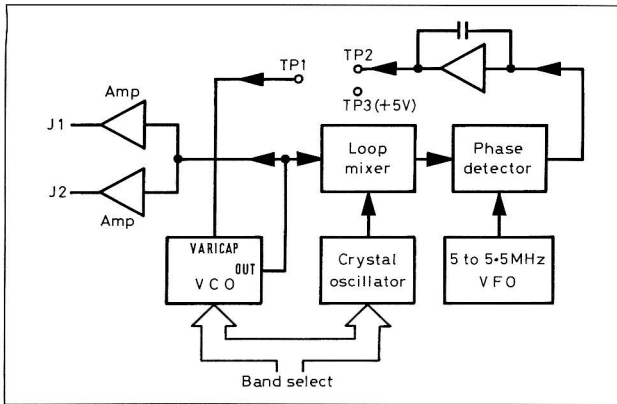 TP1
TP2
TP3(+5V)
Amp
J1
J2
Amp
Loop
mixer
Phase
detector
VARICAP
OUT
VCO
Crystal
oscillator
5 to 5·5MHz
VFO
Band select